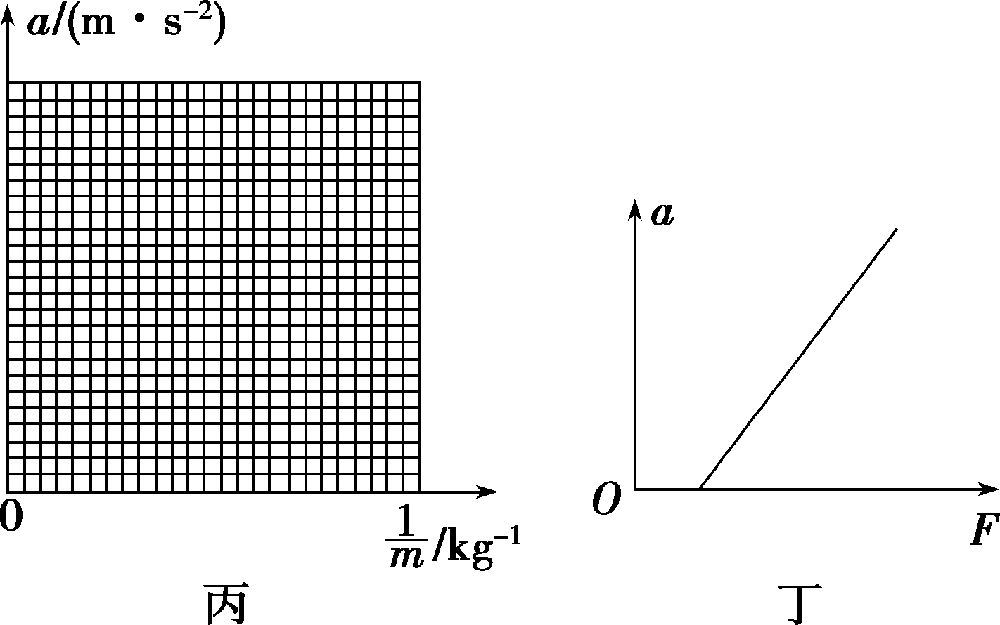 a/(m · s⁻²)
0
1/m /kg⁻¹
丙
a
O
F
丁